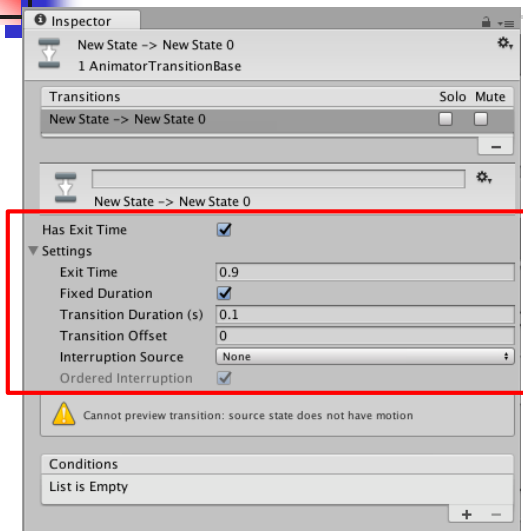 Inspector
New State -> New State 0
1 AnimatorTransitionBase
Transitions Solo Mute
New State -> New State 0
New State -> New State 0
Has Exit Time
Settings
Exit Time 0.9
Fixed Duration
Transition Duration (s) 0.1
Transition Offset 0
Interruption Source None
Ordered Interruption
Cannot preview transition: source state does not have motion
Conditions
List is Empty